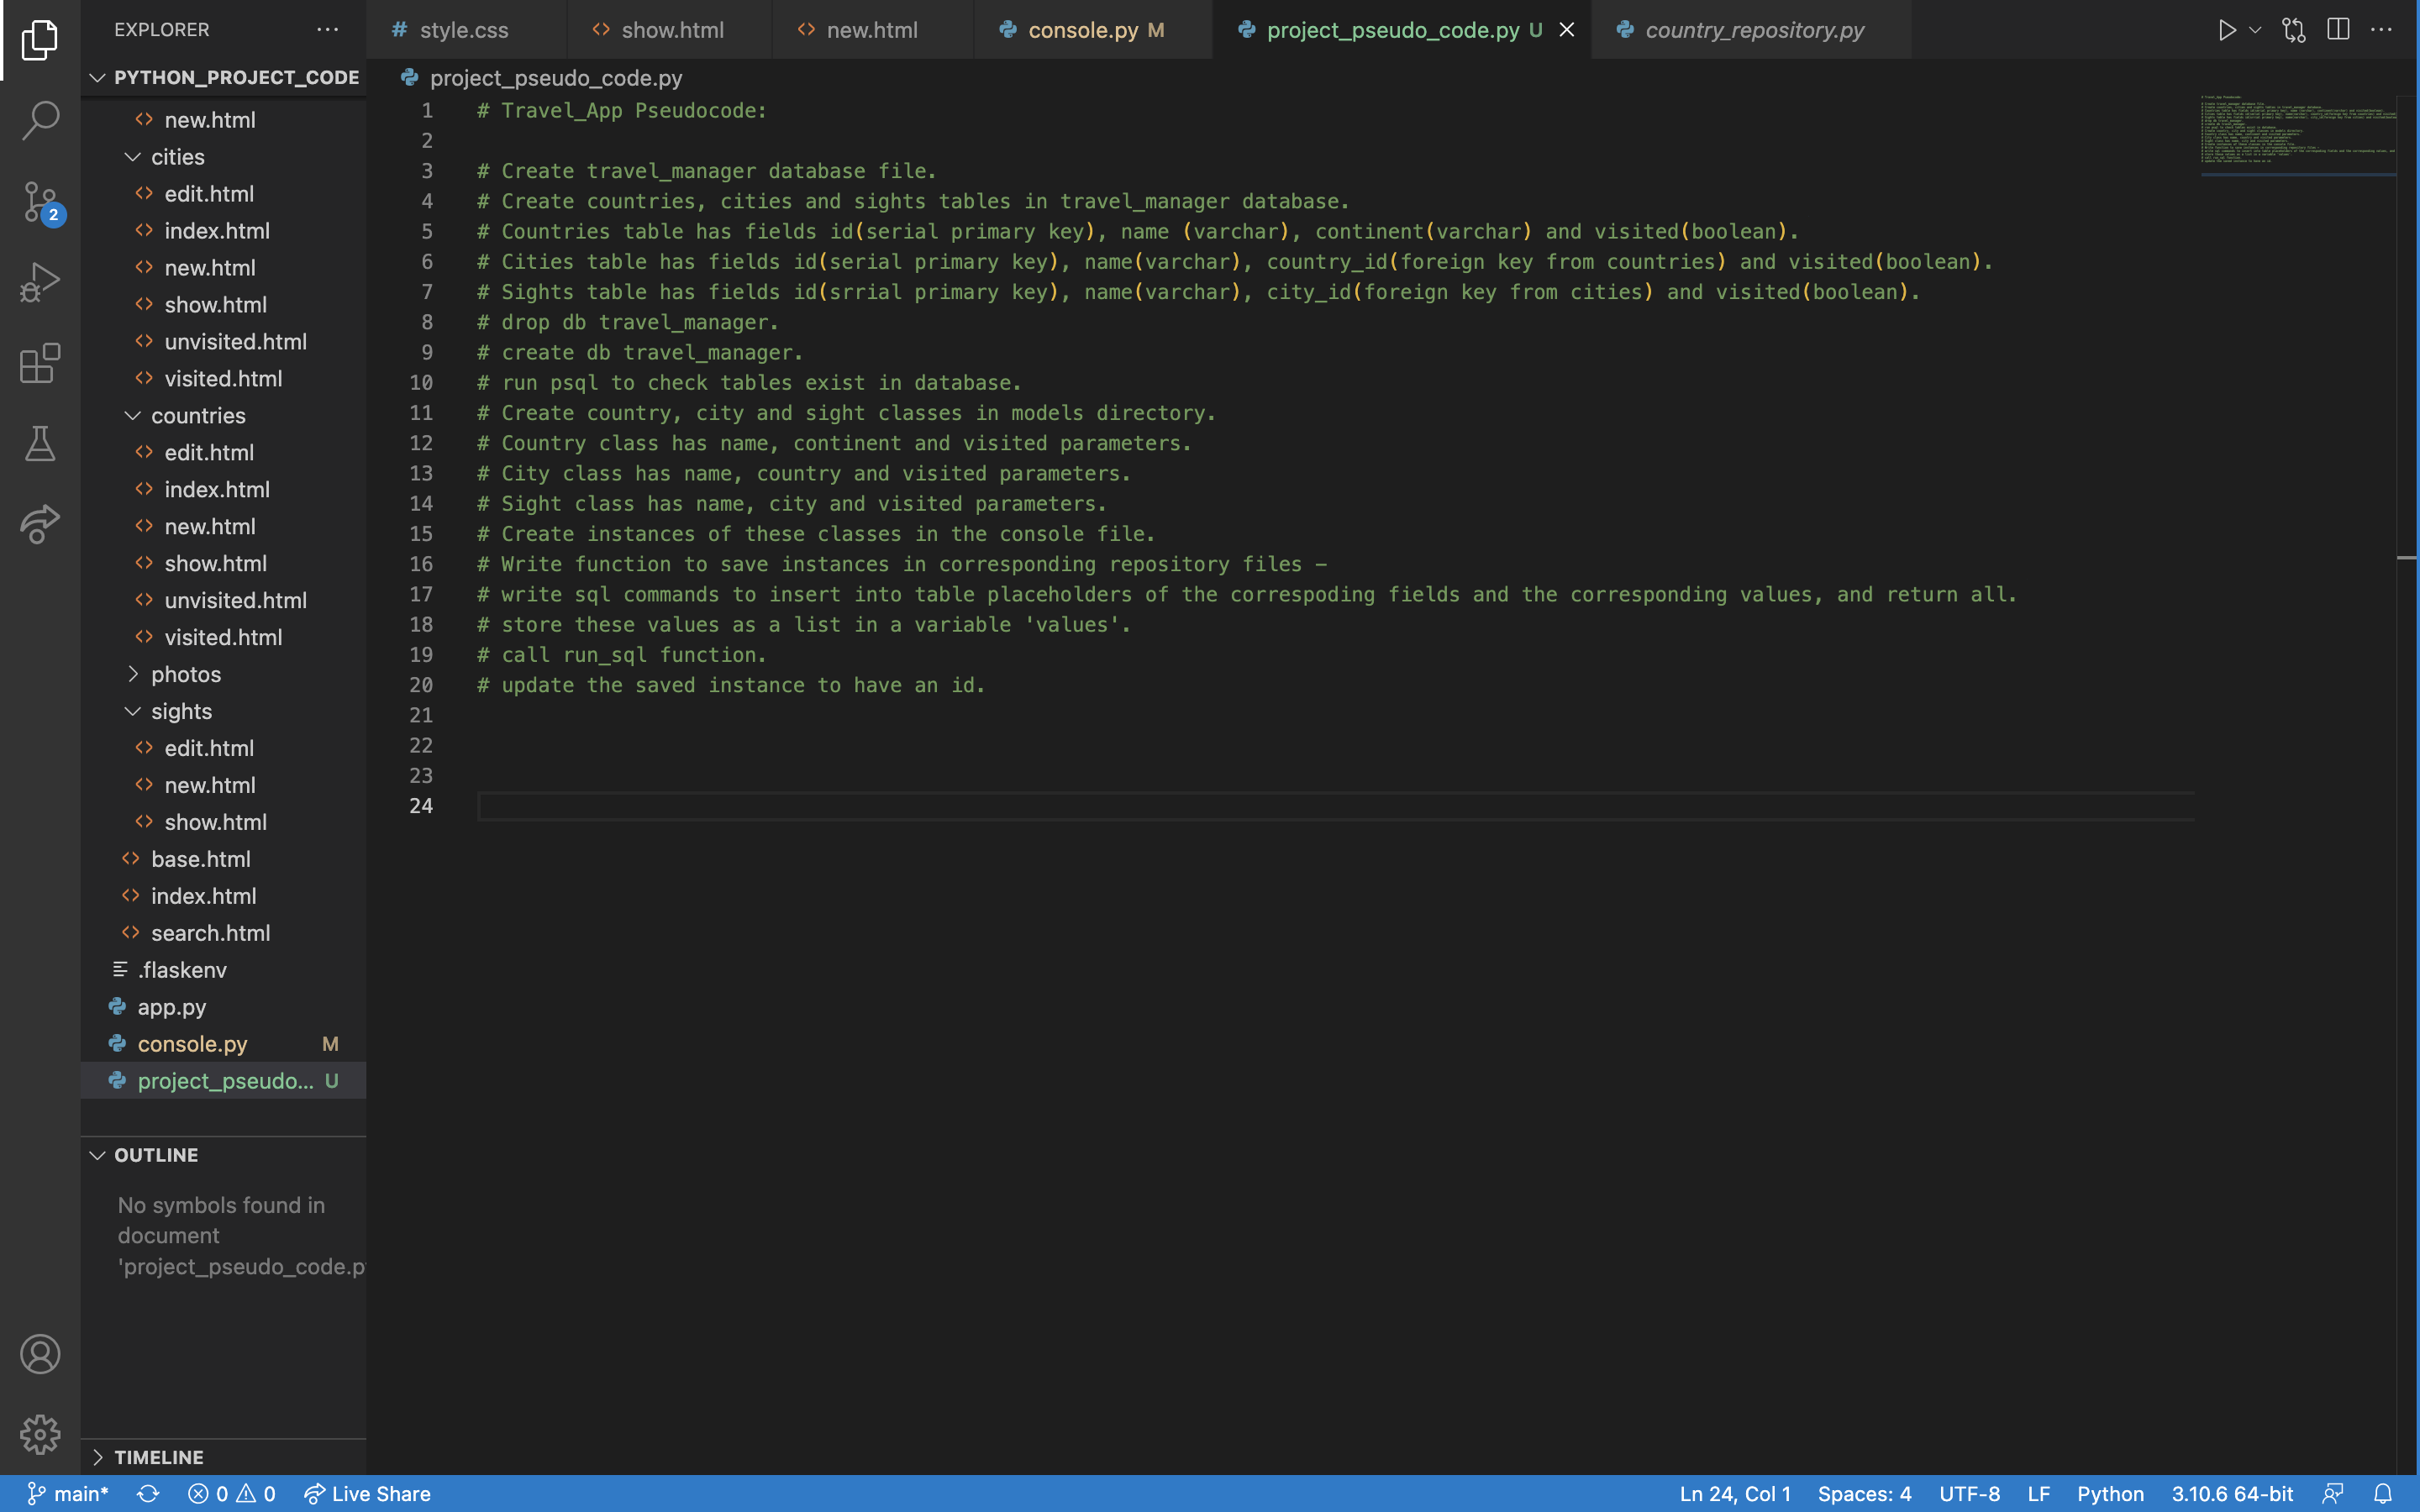 EXPLORER
PYTHON_PROJECT_CODE
new.html
cities
edit.html
index.html
new.html
show.html
unvisited.html
visited.html
countries
edit.html
index.html
new.html
show.html
unvisited.html
visited.html
photos
sights
edit.html
new.html
show.html
base.html
index.html
search.html
.flaskenv
app.py
console.py M
project_pseudo... U
OUTLINE
No symbols found in
document
'project_pseudo_code.p
TIMELINE
2
# style.css
<> show.html
<> new.html
console.py M
project_pseudo_code.py U
country_repository.py
project_pseudo_code.py
1 # Travel_App Pseudocode:
2
3 # Create travel_manager database file.
4 # Create countries, cities and sights tables in travel_manager database.
5 # Countries table has fields id(serial primary key), name (varchar), continent(varchar) and visited(boolean).
6 # Cities table has fields id(serial primary key), name(varchar), country_id(foreign key from countries) and visited(boolean).
7 # Sights table has fields id(srrial primary key), name(varchar), city_id(foreign key from cities) and visited(boolean).
8 # drop db travel_manager.
9 # create db travel_manager.
10 # run psql to check tables exist in database.
11 # Create country, city and sight classes in models directory.
12 # Country class has name, continent and visited parameters.
13 # City class has name, country and visited parameters.
14 # Sight class has name, city and visited parameters.
15 # Create instances of these classes in the console file.
16 # Write function to save instances in corresponding repository files -
17 # write sql commands to insert into table placeholders of the correspoding fields and the corresponding values, and return all.
18 # store these values as a list in a variable 'values'.
19 # call run_sql function.
20 # update the saved instance to have an id.
21
22
23
24
main*
0 0
Live Share
Ln 24, Col 1
Spaces: 4
UTF-8
LF
Python
3.10.6 64-bit